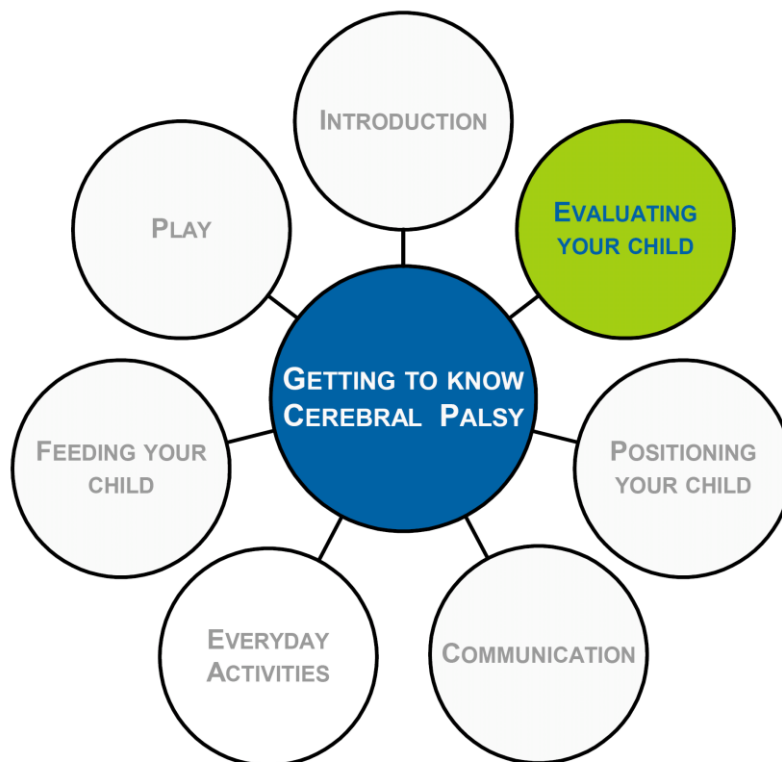 INTRODUCTION
EVALUATING
YOUR CHILD
PLAY
GETTING TO KNOW
CEREBRAL PALSY
FEEDING YOUR
CHILD
POSITIONING
YOUR CHILD
EVERYDAY
ACTIVITIES
COMMUNICATION